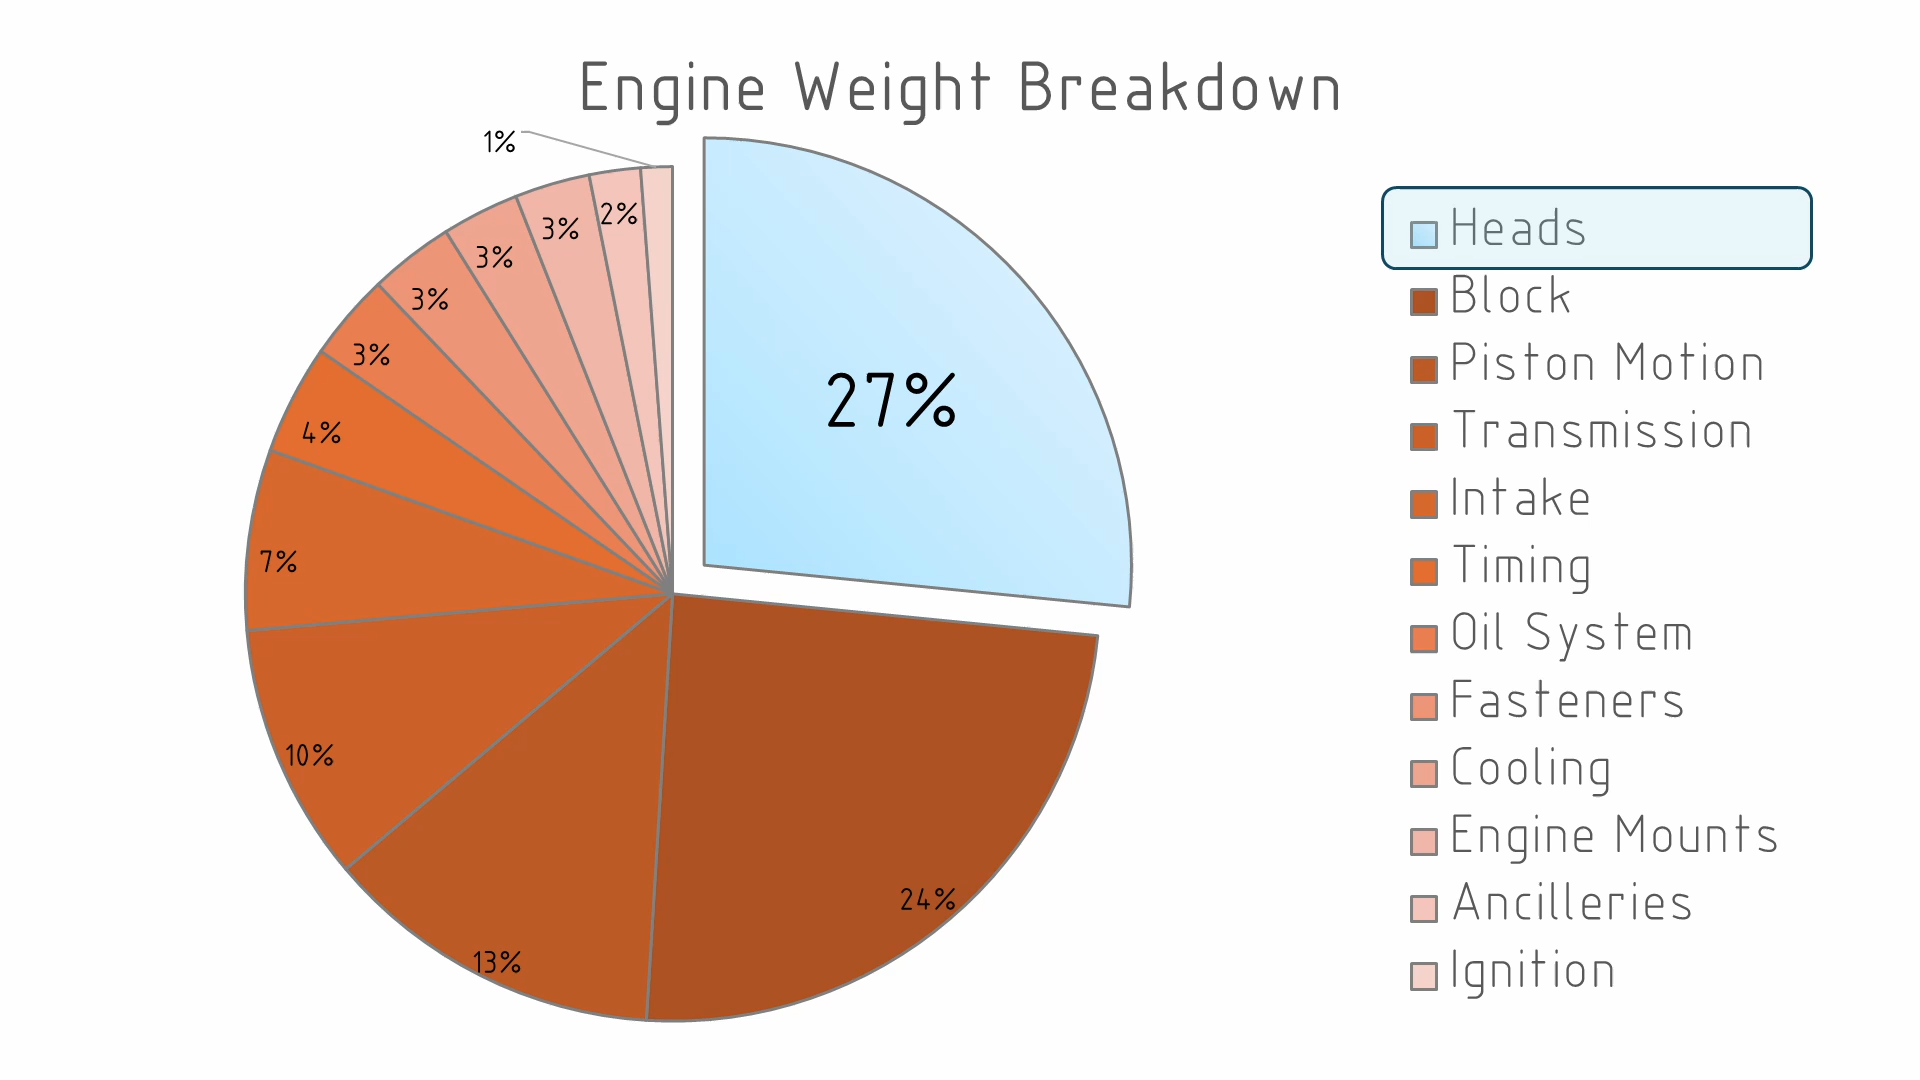 Engine Weight Breakdown
1%
2%
3%
3%
3%
3%
4%
7%
10%
13%
24%
27%
Heads
Block
Piston Motion
Transmission
Intake
Timing
Oil System
Fasteners
Cooling
Engine Mounts
Ancilleries
Ignition